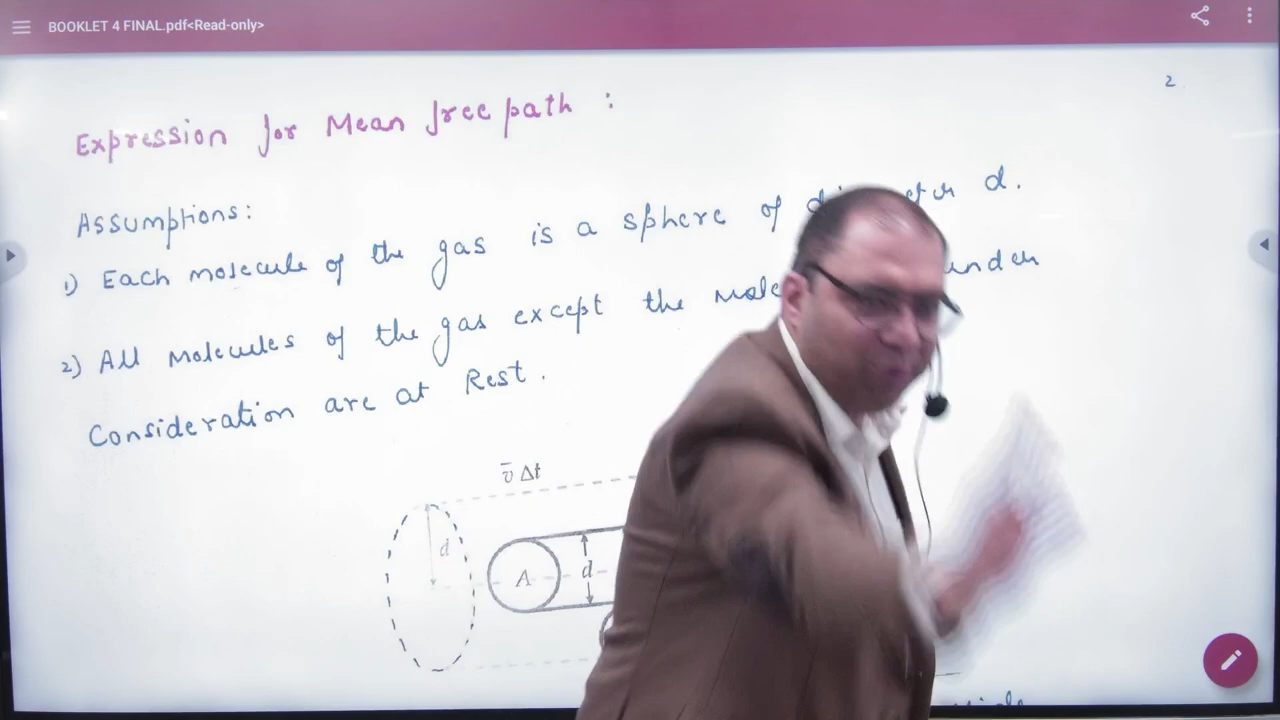 BOOKLET 4 FINAL.pdf<Read-only>
2
Expression for Mean free path :
Assumptions:
1) Each molecule of the gas is a sphere of d.
2) All Molecules of the gas except the under
Consideration are at Rest.
v̄ Δt
d
A
d